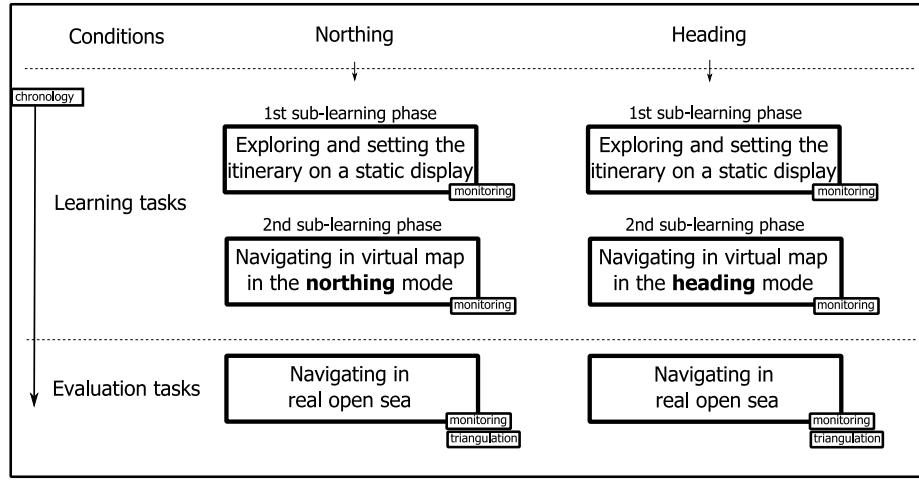 Conditions
Northing
Heading
chronology
1st sub-learning phase
1st sub-learning phase
Exploring and setting the
itinerary on a static display
monitoring
Exploring and setting the
itinerary on a static display
monitoring
Learning tasks
2nd sub-learning phase
2nd sub-learning phase
Navigating in virtual map
in the northing mode
monitoring
Navigating in virtual map
in the heading mode
monitoring
Evaluation tasks
Navigating in
real open sea
monitoring
triangulation
Navigating in
real open sea
monitoring
triangulation